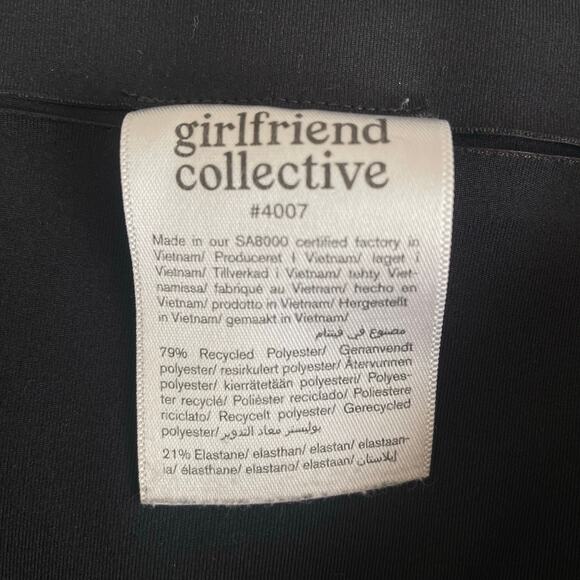 girlfriend
collective
#4007
Made in our SA8000 certified factory in
Vietnam/ Produceret i Vietnam/ laget i
Vietnam/ Tillverkad i Vietnam/ tehty Viet-
namissa/ fabriqué au Vietnam/ hecho en
Vietnam/ prodotto in Vietnam/ Hergestellt
in Vietnam/ gemaakt in Vietnam/
مصنوع في فيتنام
79% Recycled Polyester/ Genanvendt
polyester/ resirkulert polyester/ Återvunnen
polyester/ kierrätetään polyesteri/ Polyes-
ter recyclé/ Poliéster reciclado/ Poliestere
riciclato/ Recycelt polyester/ Gerecycled
polyester/ بوليستر معاد التدوير
21% Elastane/ elasthan/ elastan/ elastaan-
ia/ élasthane/ elastano/ elastaan/ إيلاستان